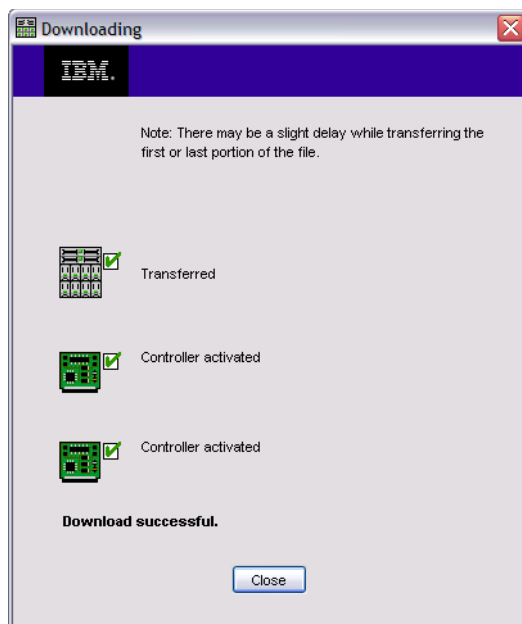 Downloading
IBM.
Note: There may be a slight delay while transferring the
first or last portion of the file.
Transferred
Controller activated
Controller activated
Download successful.
Close